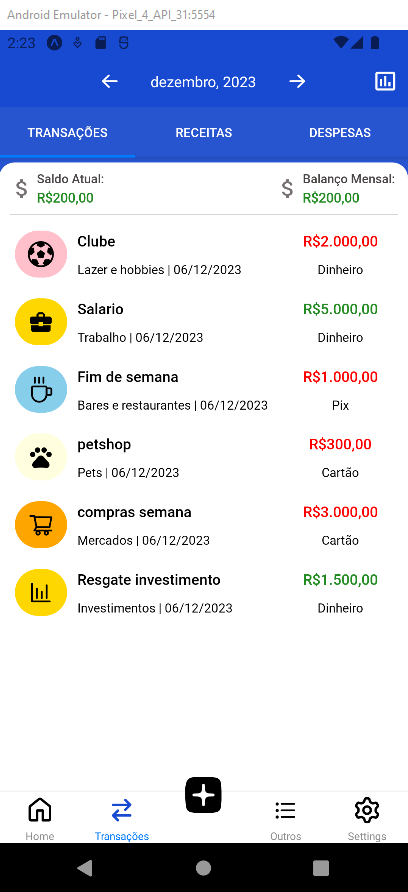 Android Emulator - Pixel_4_API_31:5554
2:23
dezembro, 2023
TRANSAÇÕES RECEITAS DESPESAS
Saldo Atual: Balanço Mensal:
R$200,00 R$200,00
Clube R$2.000,00
Lazer e hobbies | 06/12/2023 Dinheiro
Salario R$5.000,00
Trabalho | 06/12/2023 Dinheiro
Fim de semana R$1.000,00
Bares e restaurantes | 06/12/2023 Pix
petshop R$300,00
Pets | 06/12/2023 Cartão
compras semana R$3.000,00
Mercados | 06/12/2023 Cartão
Resgate investimento R$1.500,00
Investimentos | 06/12/2023 Dinheiro
Home Transações Outros Settings